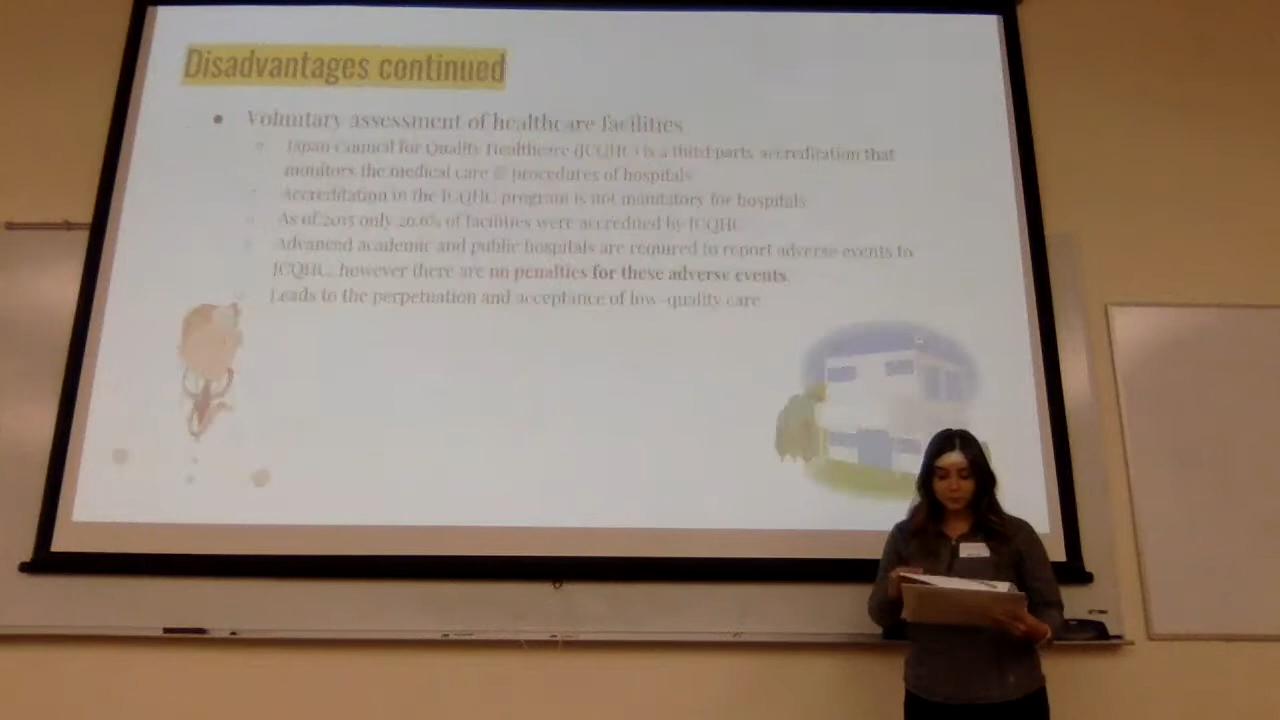 Disadvantages continued
Voluntary assessment of healthcare facilities
Japan Council for Quality Healthcare (JCQHC) is a third party accreditation that
monitors the medical care @ procedures of hospitals
Accreditation in the JCQHC program is not mandatory for hospitals
As of 2015 only 26.6% of facilities were accredited by JCQHC
Advanced academic and public hospitals are required to report adverse events to
JCQHC, however there are no penalties for these adverse events.
Leads to the perpetuation and acceptance of low-quality care